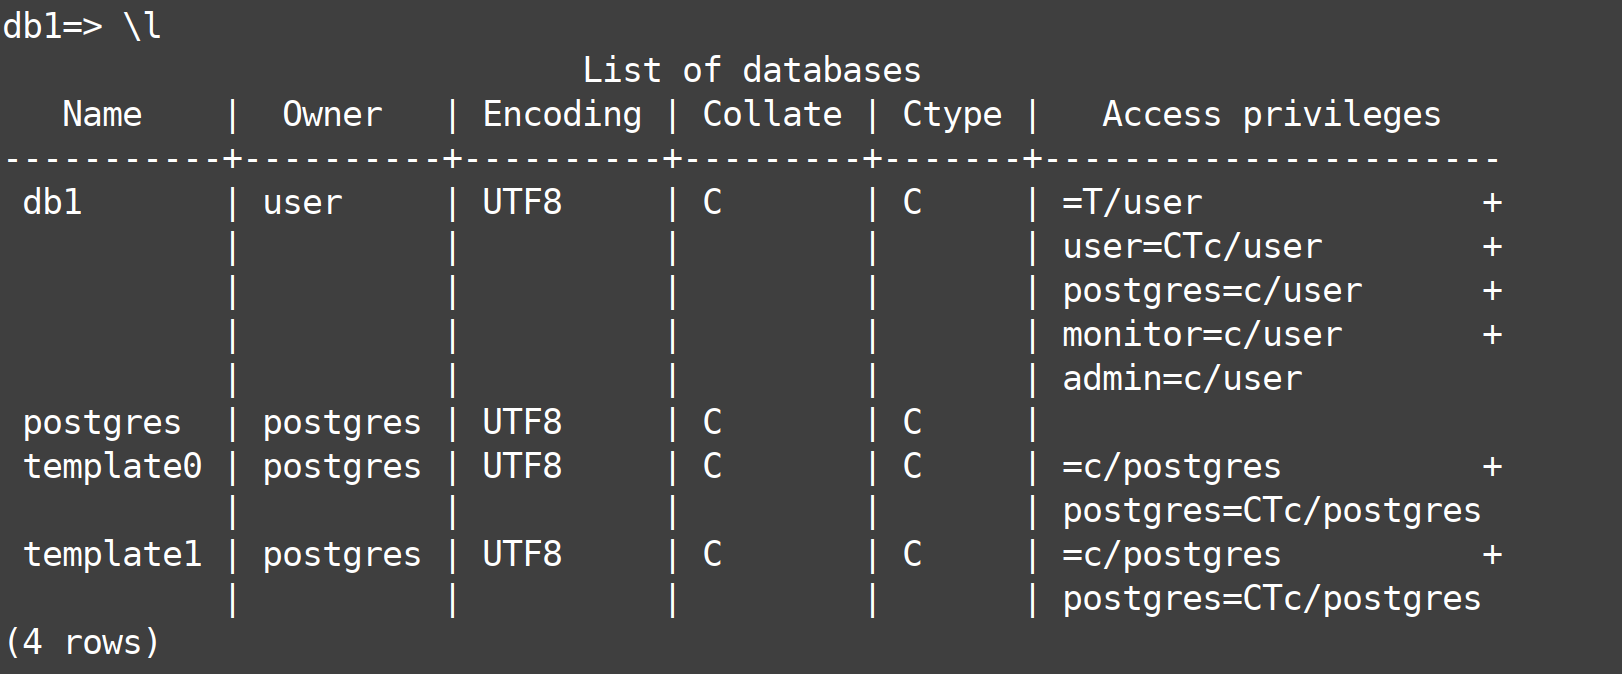 db1=> \l
                             List of databases
   Name    |  Owner   | Encoding | Collate | Ctype |   Access privileges
-----------+----------+----------+---------+-------+-----------------------
 db1       | user     | UTF8     | C       | C     | =T/user              +
           |          |          |         |       | user=CTc/user        +
           |          |          |         |       | postgres=c/user      +
           |          |          |         |       | monitor=c/user       +
           |          |          |         |       | admin=c/user
 postgres  | postgres | UTF8     | C       | C     |
 template0 | postgres | UTF8     | C       | C     | =c/postgres          +
           |          |          |         |       | postgres=CTc/postgres
 template1 | postgres | UTF8     | C       | C     | =c/postgres          +
           |          |          |         |       | postgres=CTc/postgres
(4 rows)